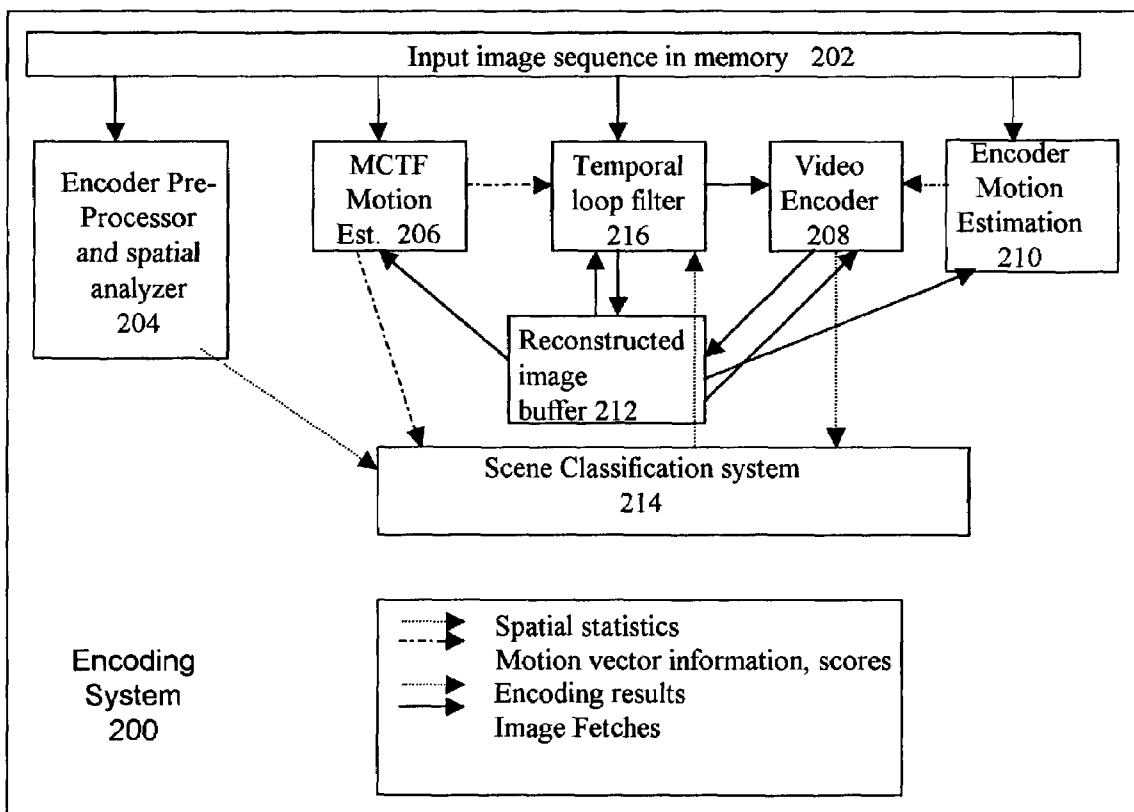 Input image sequence in memory 202
Encoder Pre-
Processor
and spatial
analyzer
204
MCTF
Motion
Est. 206
Temporal
loop filter
216
Video
Encoder
208
Encoder
Motion
Estimation
210
Reconstructed
image
buffer 212
Scene Classification system
214
Spatial statistics
Motion vector information, scores
Encoding results
Image Fetches
Encoding
System
200